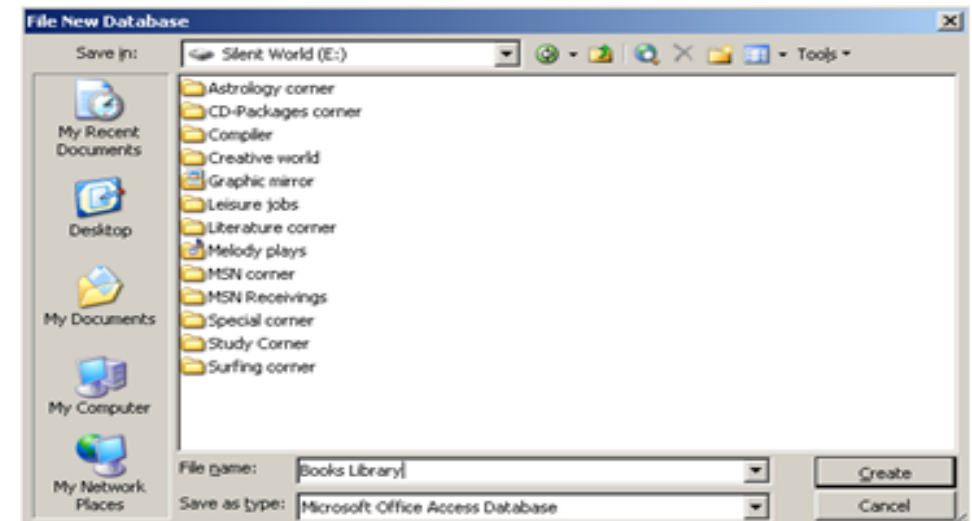 File New Database
Save in:
Silent World (E:)
Tools
My Recent
Documents
Desktop
My Documents
My Computer
My Network
Places
Astrology corner
CD-Packages corner
Compiler
Creative world
Graphic mirror
Leisure jobs
Literature corner
Melody plays
MSN corner
MSN Receivings
Special corner
Study Corner
Surfing corner
File name:
Books Library
Create
Save as type:
Microsoft Office Access Database
Cancel